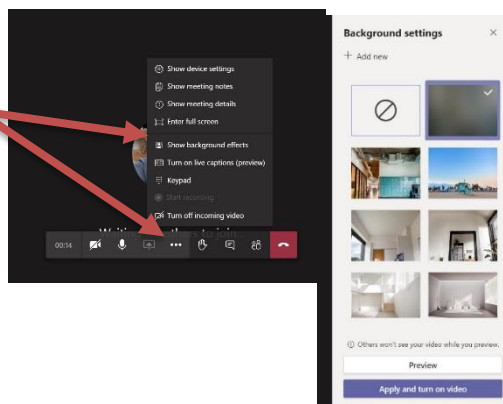 Show device settings
Show meeting notes
Show meeting details
Enter full screen
Show background effects
Turn on live captions (preview)
Keypad
Start recording
Turn off incoming video
00:14
Background settings
+ Add new
Others won't see your video while you preview.
Preview
Apply and turn on video